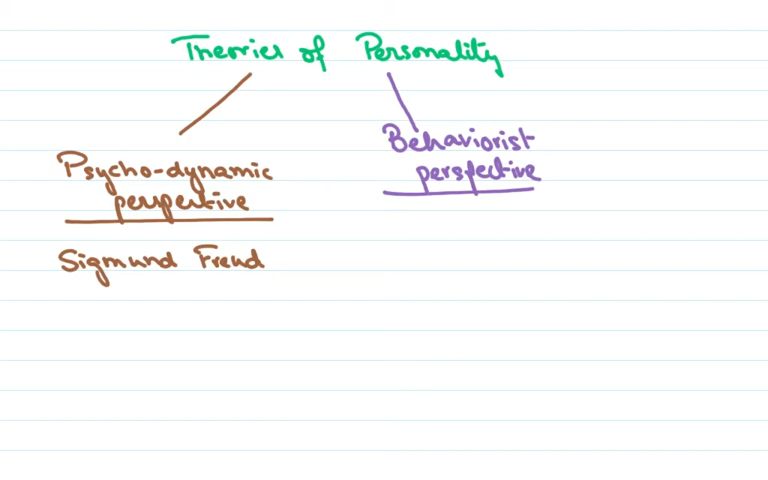 Theories of Personality
Psycho-dynamic
perspective
Behaviorist
perspective
Sigmund Freud